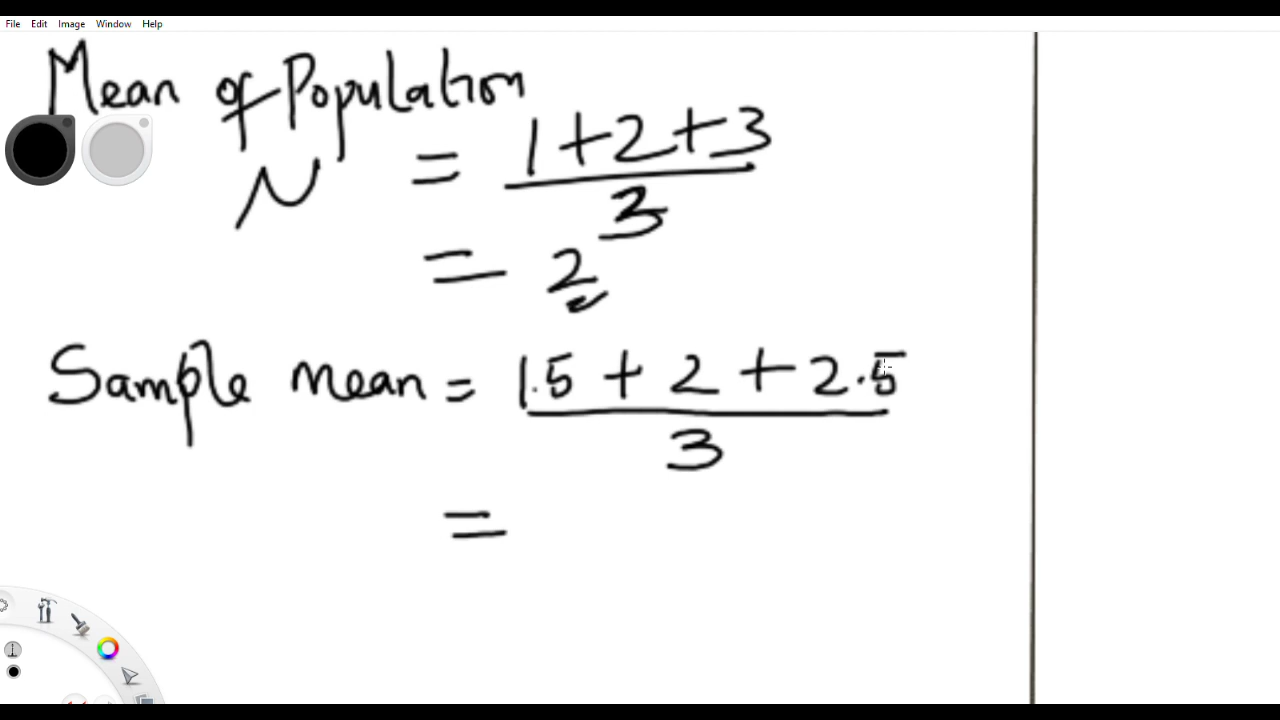 File Edit Image Window Help
Mean of Population
= 1+2+3
3
= 2
Sample mean = 1.5 + 2 + 2.5
3
=